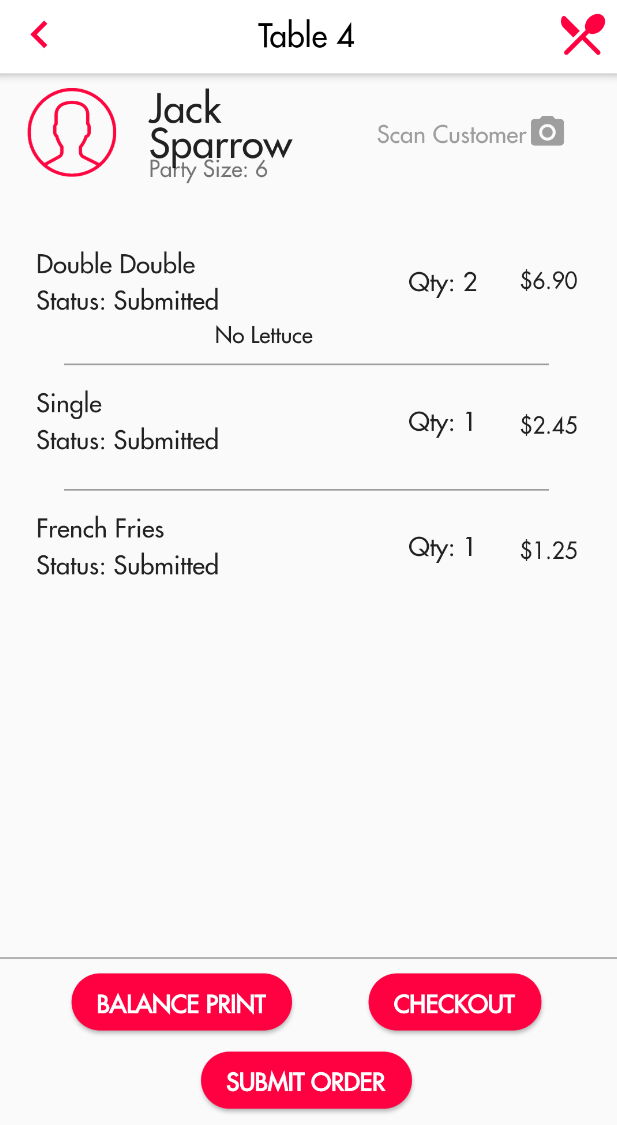 Table 4
Jack
Sparrow
Party Size: 6
Scan Customer
Double Double
Status: Submitted
Qty: 2
$6.90
No Lettuce
Single
Status: Submitted
Qty: 1
$2.45
French Fries
Status: Submitted
Qty: 1
$1.25
BALANCE PRINT
CHECKOUT
SUBMIT ORDER